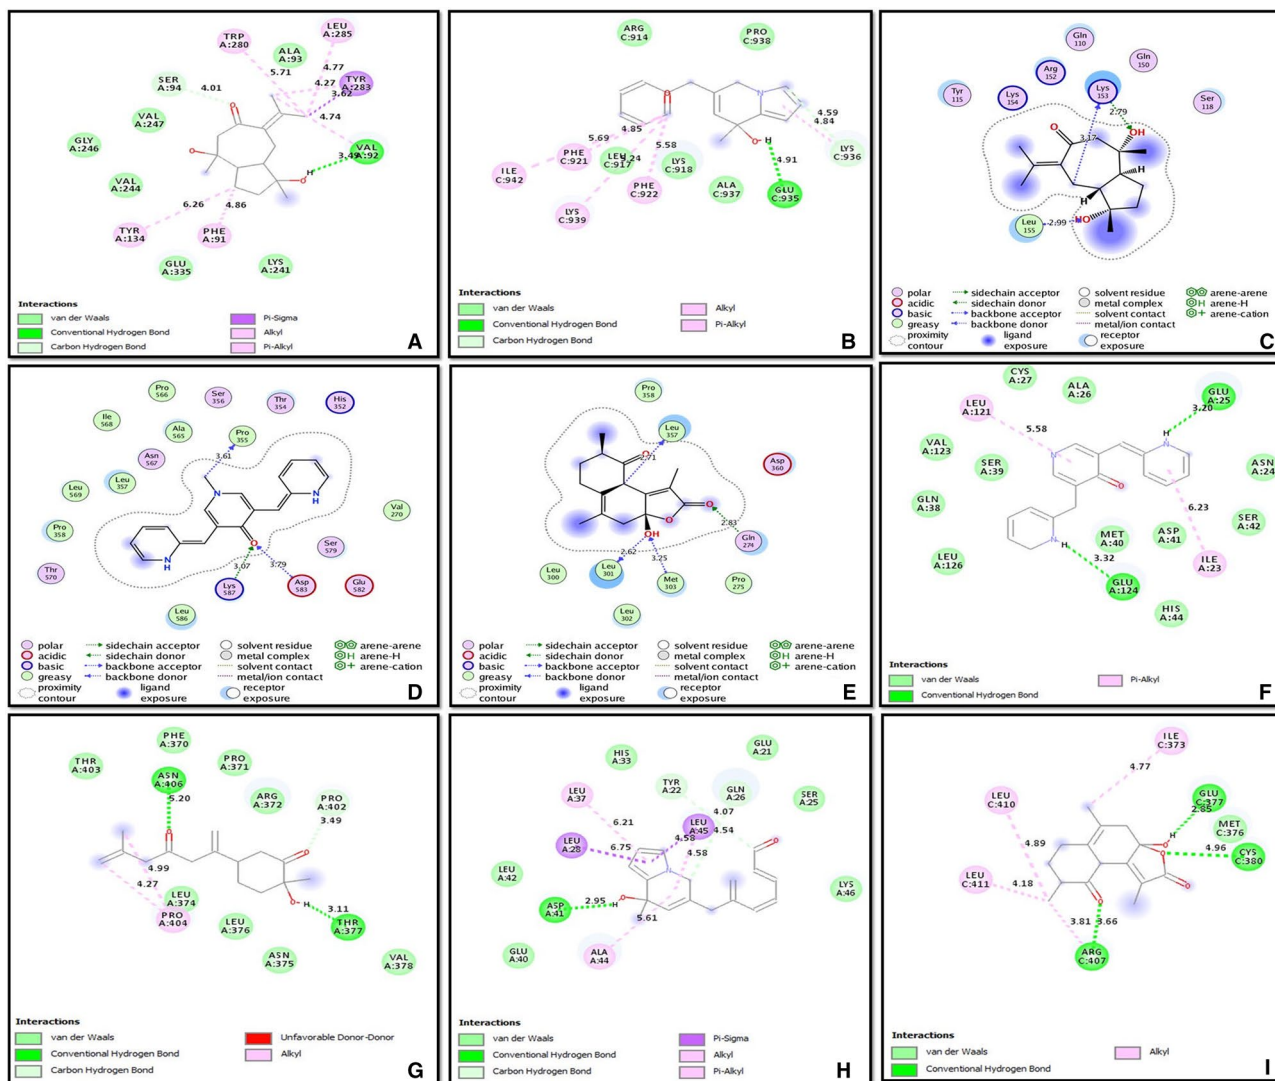 LEU
A:285
TRP
A:280
ALA
A:93
5.71
4.77
TYR
A:283
4.27
3.62
SER
A:94
4.01
4.74
VAL
A:247
GLY
A:246
VAL
A:92
3.49
H
VAL
A:244
6.26
4.86
TYR
A:134
PHE
A:91
GLU
A:335
LYS
A:241
Interactions
van der Waals
Conventional Hydrogen Bond
Carbon Hydrogen Bond
Pi-Sigma
Alkyl
Pi-Alkyl
A
ARG
C:914
PRO
C:938
4.59
4.84
LYS
C:936
5.69
4.85
PHE
C:921
LEU
C:917
4.24
5.58
LYS
C:918
O
H
4.91
ILE
C:942
PHE
C:922
ALA
C:937
GLU
C:935
LYS
C:939
Interactions
van der Waals
Conventional Hydrogen Bond
Carbon Hydrogen Bond
Alkyl
Pi-Alkyl
B
Gln
110
Gln
150
Arg
152
Tyr
115
Lys
154
Lys
153
Ser
118
2.79
O
OH
3.17
H
H
Leu
155
2.99
HO
polar
acidic
basic
greasy
proximity
contour
sidechain acceptor
sidechain donor
backbone acceptor
backbone donor
ligand
exposure
solvent residue
metal complex
solvent contact
metal/ion contact
receptor
exposure
arene-arene
arene-H
arene-cation
C
Pro
566
Ser
356
Thr
354
His
352
Ile
568
Ala
565
Pro
355
Asn
567
3.61
Leu
357
Leu
569
N
NH
Val
270
Pro
358
Ser
579
NH
O
Thr
570
3.07
3.79
Lys
587
Asp
583
Glu
582
Leu
586
polar
acidic
basic
greasy
proximity
contour
sidechain acceptor
sidechain donor
backbone acceptor
backbone donor
ligand
exposure
solvent residue
metal complex
solvent contact
metal/ion contact
receptor
exposure
arene-arene
arene-H
arene-cation
D
Pro
358
Leu
357
O
Asp
360
O
O
2.83
OH
Gln
274
2.62
3.25
Leu
300
Leu
301
Met
303
Pro
275
Leu
302
polar
acidic
basic
greasy
proximity
contour
sidechain acceptor
sidechain donor
backbone acceptor
backbone donor
ligand
exposure
solvent residue
metal complex
solvent contact
metal/ion contact
receptor
exposure
arene-arene
arene-H
arene-cation
E
CYS
A:27
ALA
A:26
GLU
A:25
LEU
A:121
3.20
H
5.58
VAL
A:123
SER
A:39
ASN
A:24
GLN
A:38
6.23
SER
A:42
MET
A:40
ASP
A:41
H
3.32
LEU
A:126
ILE
A:23
GLU
A:124
HIS
A:44
Interactions
van der Waals
Conventional Hydrogen Bond
Pi-Alkyl
F
PHE
A:370
THR
A:403
PRO
A:371
ASN
A:406
5.20
ARG
A:372
PRO
A:402
3.49
4.99
4.27
LEU
A:374
H
3.11
PRO
A:404
LEU
A:376
THR
A:377
ASN
A:375
VAL
A:378
Interactions
van der Waals
Conventional Hydrogen Bond
Carbon Hydrogen Bond
Unfavorable Donor-Donor
Alkyl
G
HIS
A:33
GLU
A:21
TYR
A:22
GLN
A:26
LEU
A:37
SER
A:25
4.07
6.21
LEU
A:45
4.54
4.58
LEU
A:28
6.75
4.58
LEU
A:42
LYS
A:46
2.95
H
ASP
A:41
5.61
GLU
A:40
ALA
A:44
Interactions
van der Waals
Conventional Hydrogen Bond
Carbon Hydrogen Bond
Pi-Sigma
Alkyl
Pi-Alkyl
H
ILE
C:373
4.77
LEU
C:410
GLU
C:377
2.85
MET
C:376
H
4.89
4.96
CYS
C:380
LEU
C:411
4.18
3.81
3.66
ARG
C:407
Interactions
van der Waals
Conventional Hydrogen Bond
Alkyl
I